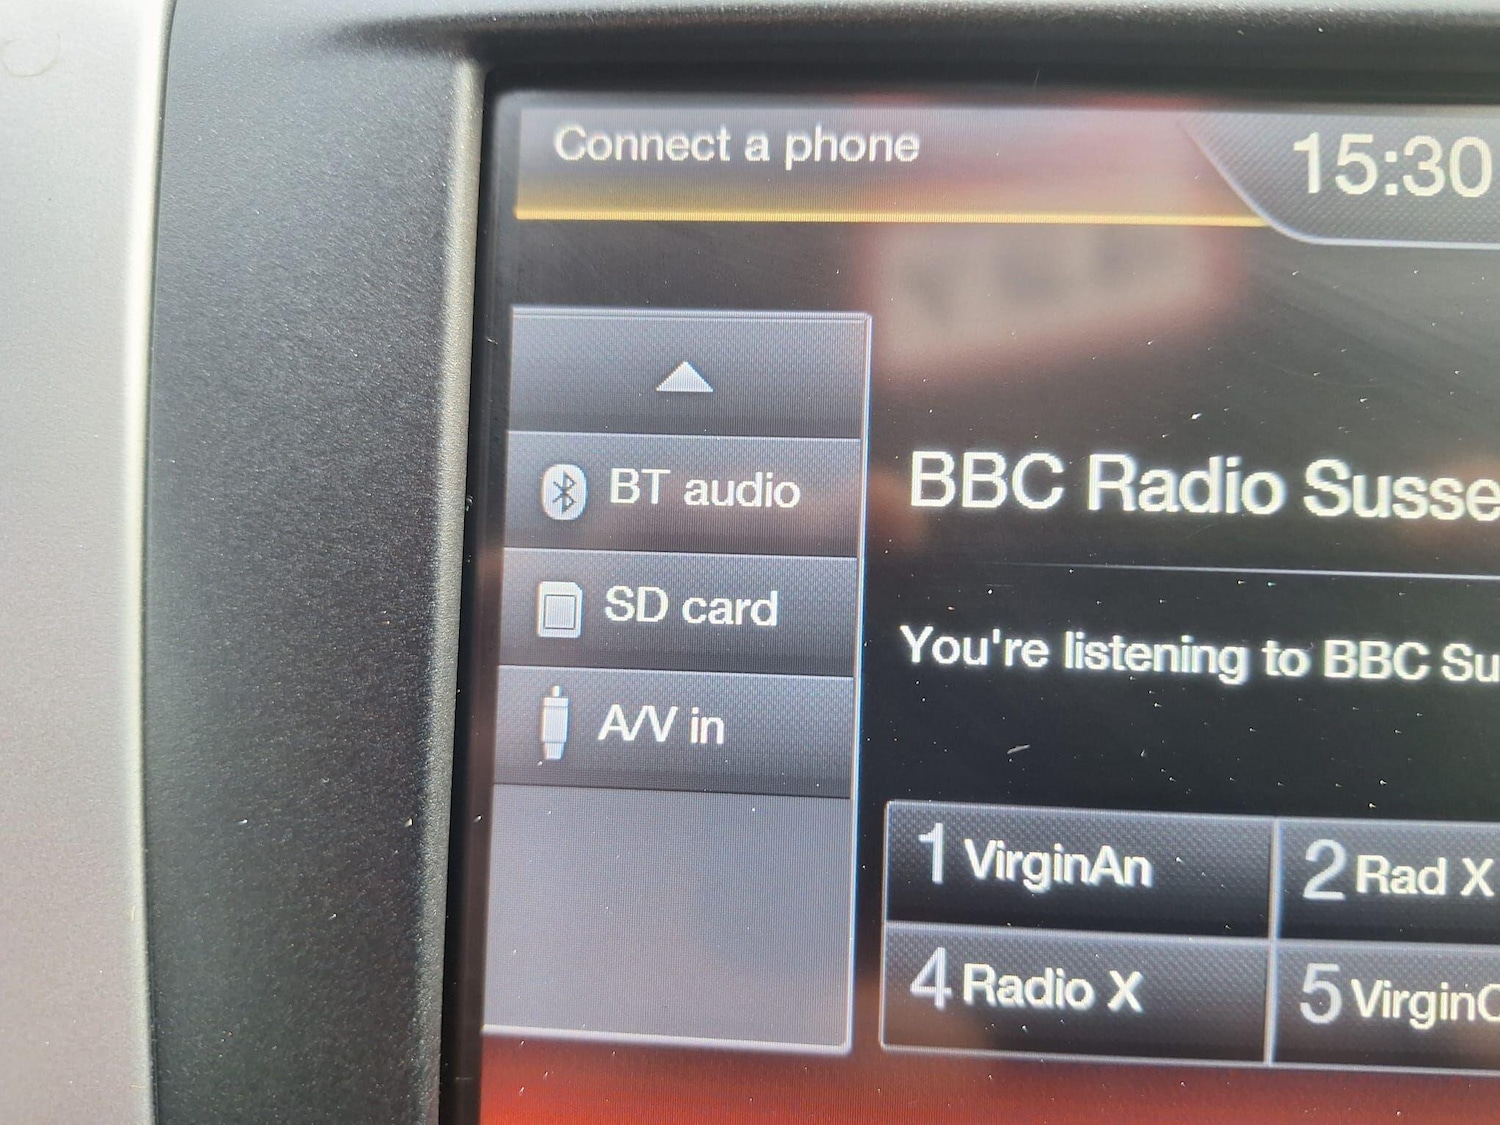 Connect a phone
15:30
BT audio
SD card
A/V in
BBC Radio Susse
You're listening to BBC Su
1 VirginAn
2 Rad X
4 Radio X
5 VirginC